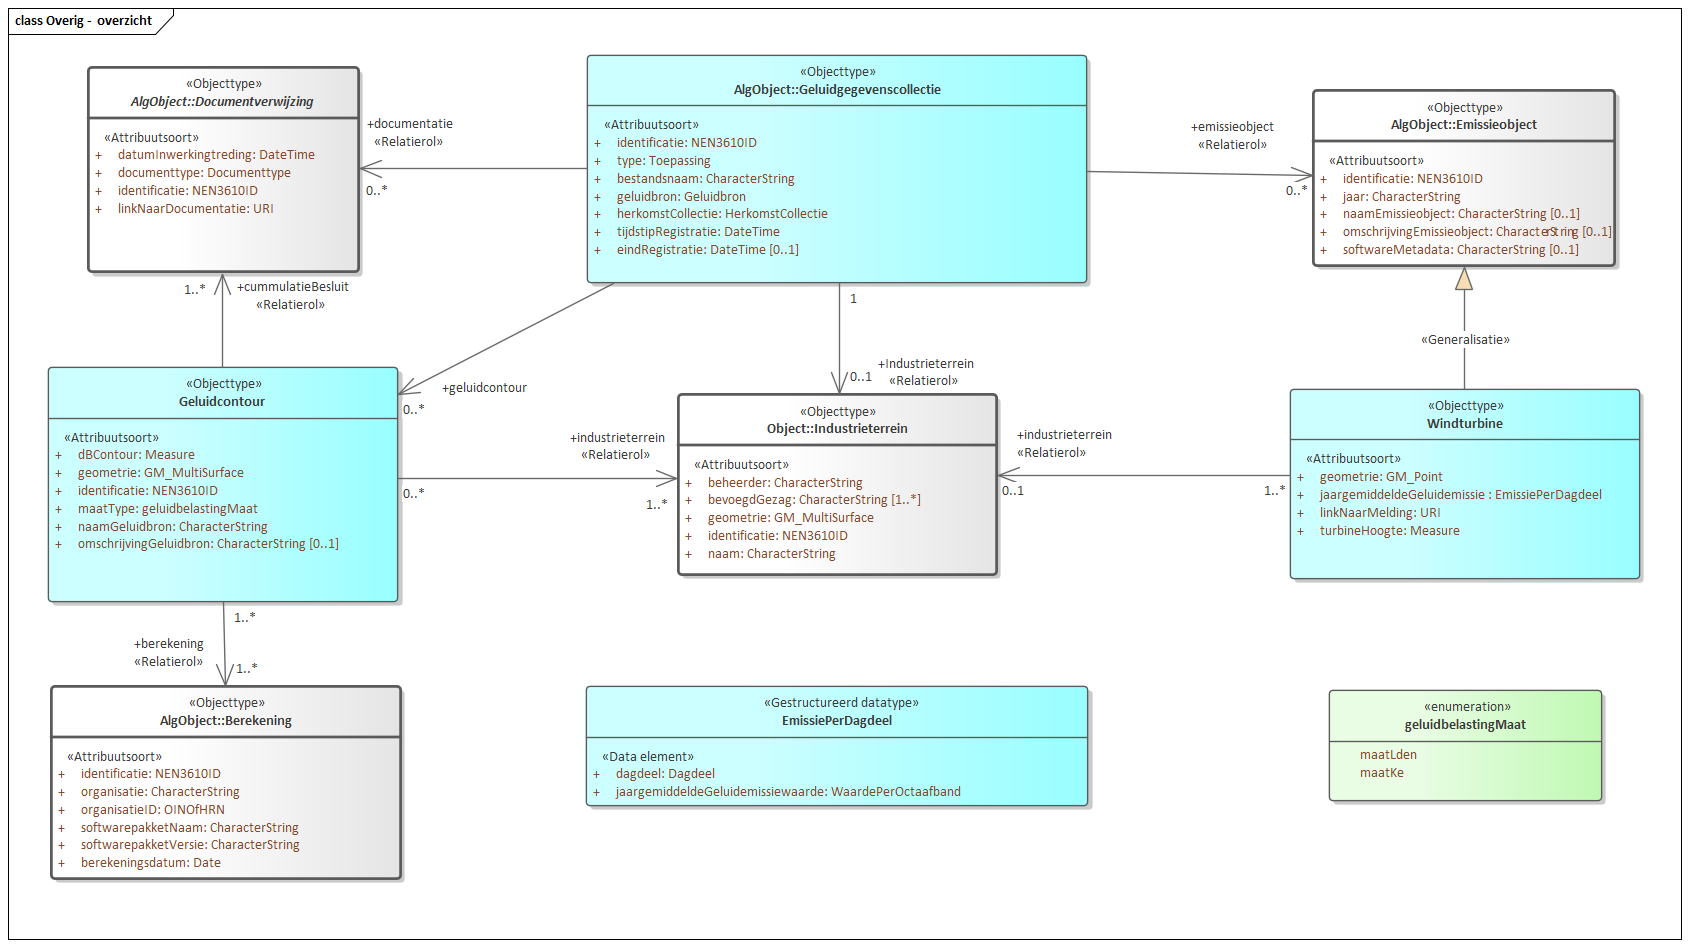 class Overig -  overzicht
«Objecttype»
AlgObject::Documentverwijzing
«Attribuutsoort»
+ datumInwerkingtreding: DateTime
+ documenttype: Documenttype
+ identificatie: NEN3610ID
+ linkNaarDocumentatie: URI
+documentatie
«Relatierol»
0..*
«Objecttype»
AlgObject::Geluidgegevenscollectie
«Attribuutsoort»
+ identificatie: NEN3610ID
+ type: Toepassing
+ bestandsnaam: CharacterString
+ geluidbron: Geluidbron
+ herkomstCollectie: HerkomstCollectie
+ tijdstipRegistratie: DateTime
+ eindRegistratie: DateTime [0..1]
+emissieobject
«Relatierol»
0..*
«Objecttype»
AlgObject::Emissieobject
«Attribuutsoort»
+ identificatie: NEN3610ID
+ jaar: CharacterString
+ naamEmissieobject: CharacterString [0..1]
+ omschrijvingEmissieobject: CharacterString [0..1]
+ softwareMetadata: CharacterString [0..1]
1..*
+cummulatieBesluit
«Relatierol»
1
+Industrieterrein
0..1
«Relatierol»
«Generalisatie»
+geluidcontour
0..*
«Objecttype»
Geluidcontour
«Attribuutsoort»
+ dBContour: Measure
+ geometrie: GM_MultiSurface
+ identificatie: NEN3610ID
+ maatType: geluidbelastingMaat
+ naamGeluidbron: CharacterString
+ omschrijvingGeluidbron: CharacterString [0..1]
+industrieterrein
«Relatierol»
0..*
1..*
«Objecttype»
Object::Industrieterrein
«Attribuutsoort»
+ beheerder: CharacterString
+ bevoegdGezag: CharacterString [1..*]
+ geometrie: GM_MultiSurface
+ identificatie: NEN3610ID
+ naam: CharacterString
+industrieterrein
«Relatierol»
0..1
1..*
«Objecttype»
Windturbine
«Attribuutsoort»
+ geometrie: GM_Point
+ jaargemiddeldeGeluidemissie : EmissiePerDagdeel
+ linkNaarMelding: URI
+ turbineHoogte: Measure
1..*
+berekening
«Relatierol»
1..*
«Objecttype»
AlgObject::Berekening
«Attribuutsoort»
+ identificatie: NEN3610ID
+ organisatie: CharacterString
+ organisatieID: OINOfHRN
+ softwarepakketNaam: CharacterString
+ softwarepakketVersie: CharacterString
+ berekeningsdatum: Date
«Gestructureerd datatype»
EmissiePerDagdeel
«Data element»
+ dagdeel: Dagdeel
+ jaargemiddeldeGeluidemissiewaarde: WaardePerOctaafband
«enumeration»
geluidbelastingMaat
maatLden
maatKe